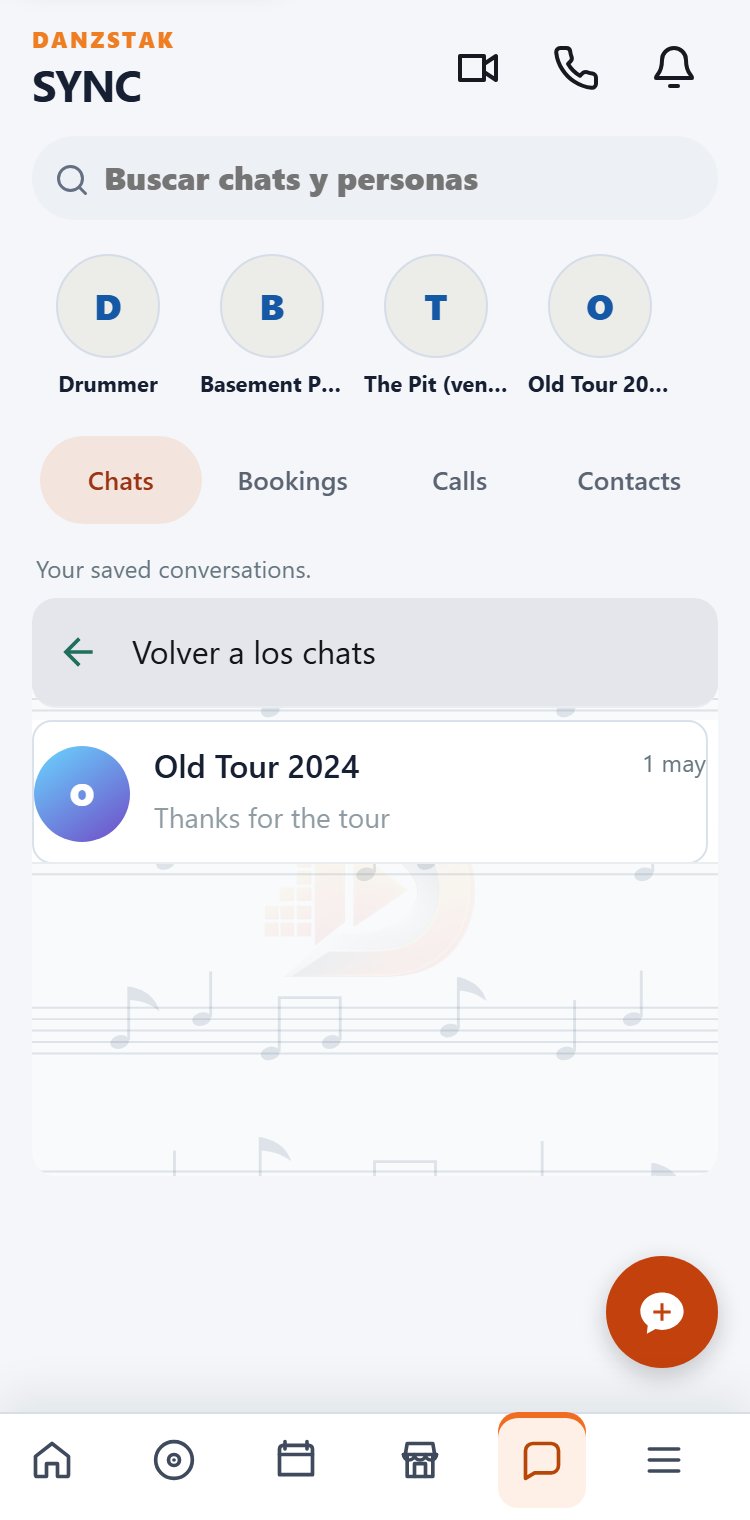 DANZSTAK
SYNC
Buscar chats y personas
D
B
T
O
Drummer
Basement P...
The Pit (ven...
Old Tour 20...
Chats
Bookings
Calls
Contacts
Your saved conversations.
Volver a los chats
O
Old Tour 2024
1 may
Thanks for the tour